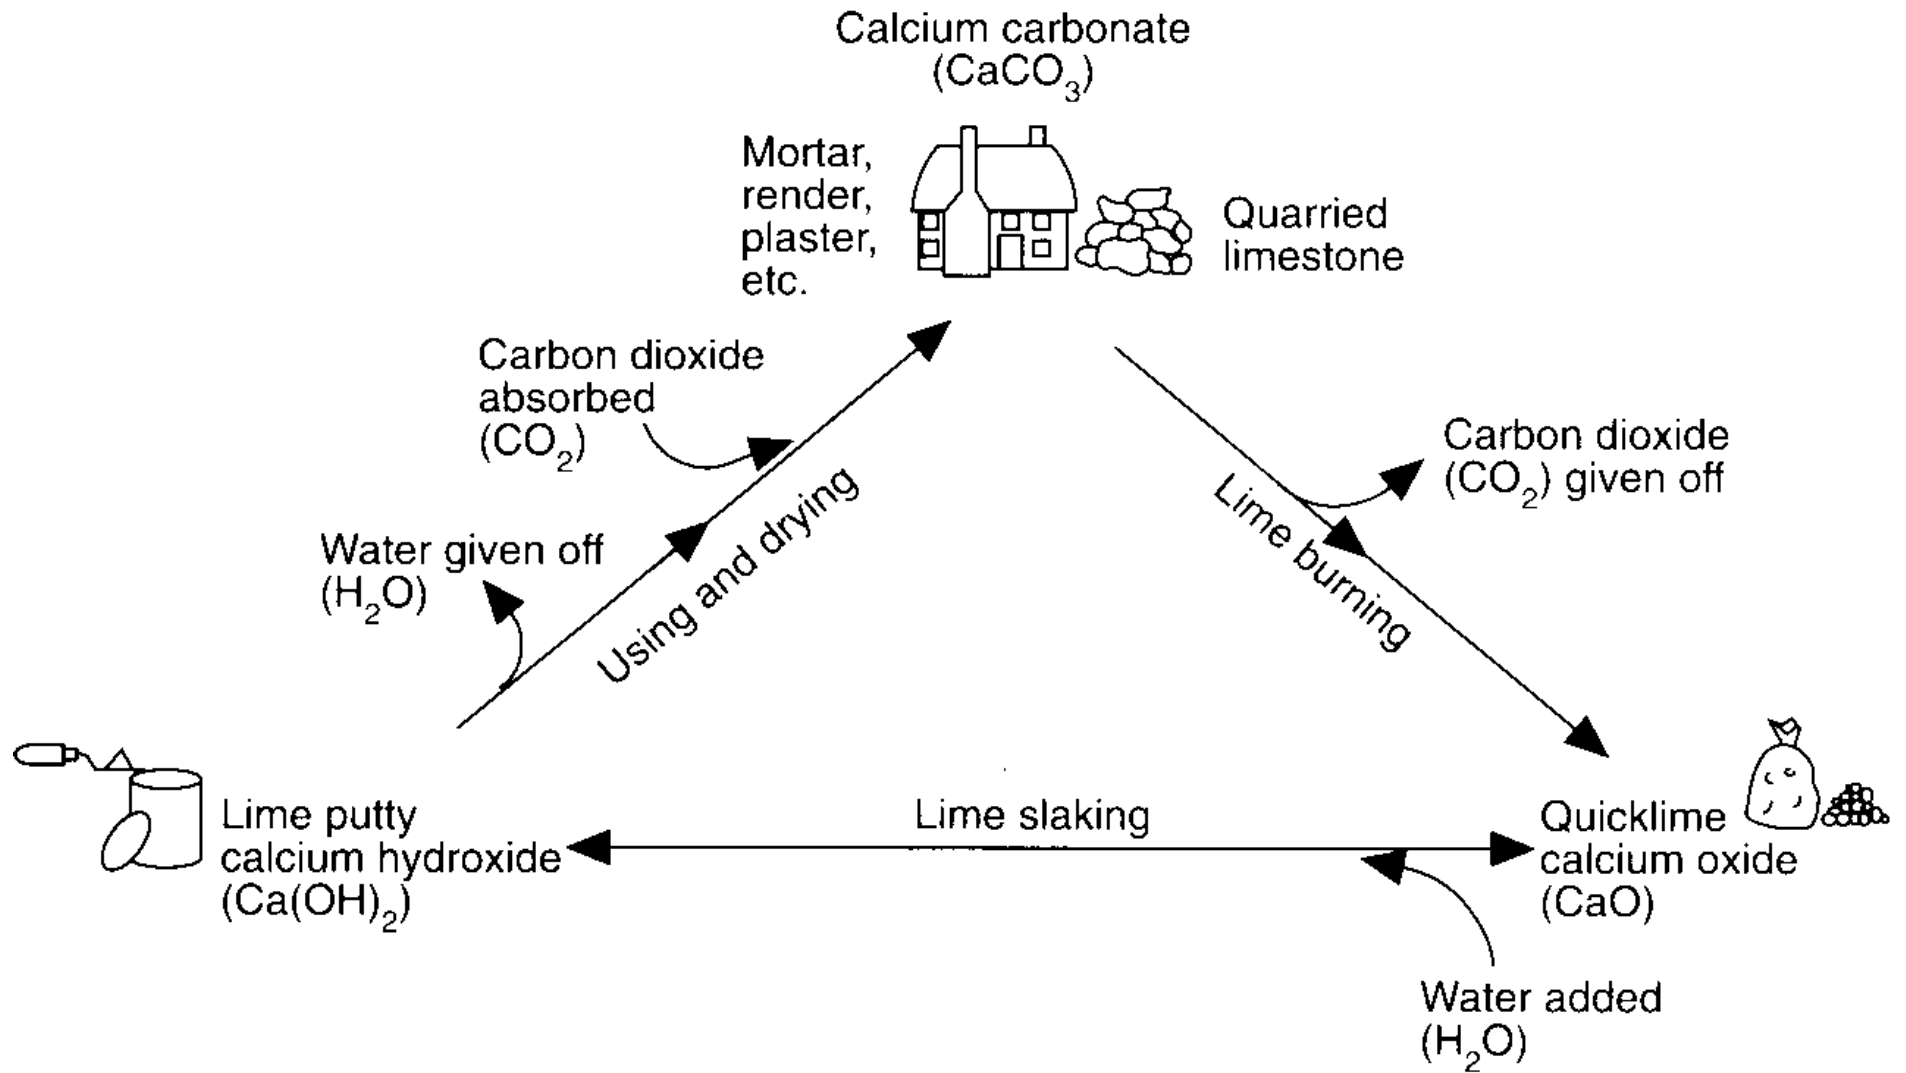 Calcium carbonate
(CaCO₃)
Mortar,
render,
plaster,
etc.
Quarried
limestone
Carbon dioxide
absorbed
(CO₂)
Carbon dioxide
(CO₂) given off
Water given off
(H₂O)
Using and drying
Lime burning
Lime putty
calcium hydroxide
(Ca(OH)₂)
Lime slaking
Quicklime
calcium oxide
(CaO)
Water added
(H₂O)